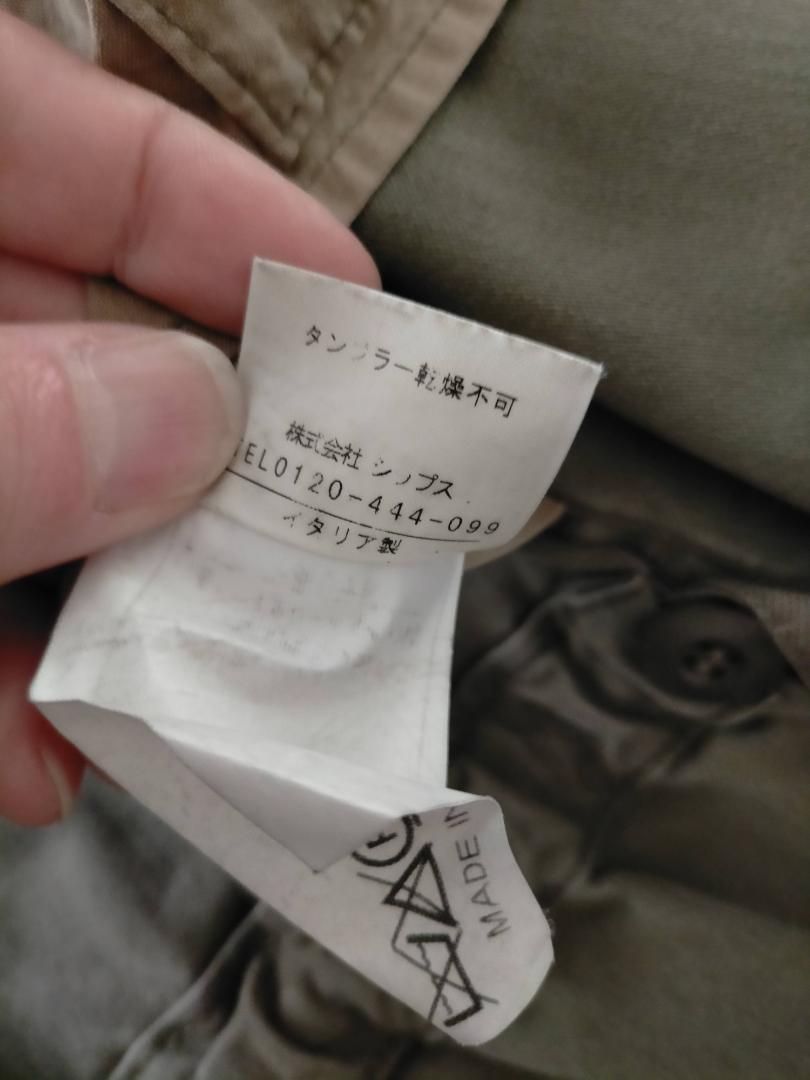 タンブラー乾燥不可
株式会社 シップス
TEL0120-444-099
イタリア製
MADE IN